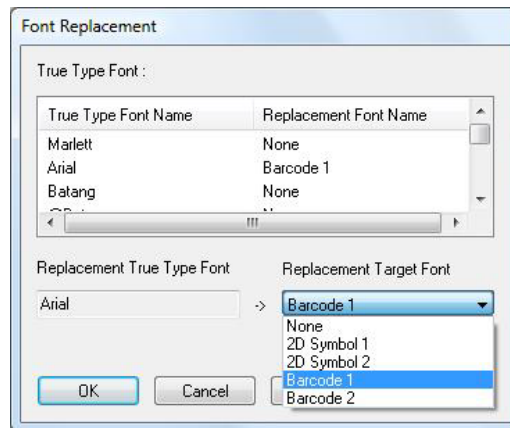 Font Replacement
True Type Font :
True Type Font Name Replacement Font Name
Marlett None
Arial Barcode 1
Batang None
Replacement True Type Font Replacement Target Font
Arial -> Barcode 1
None
2D Symbol 1
2D Symbol 2
Barcode 1
Barcode 2
OK Cancel